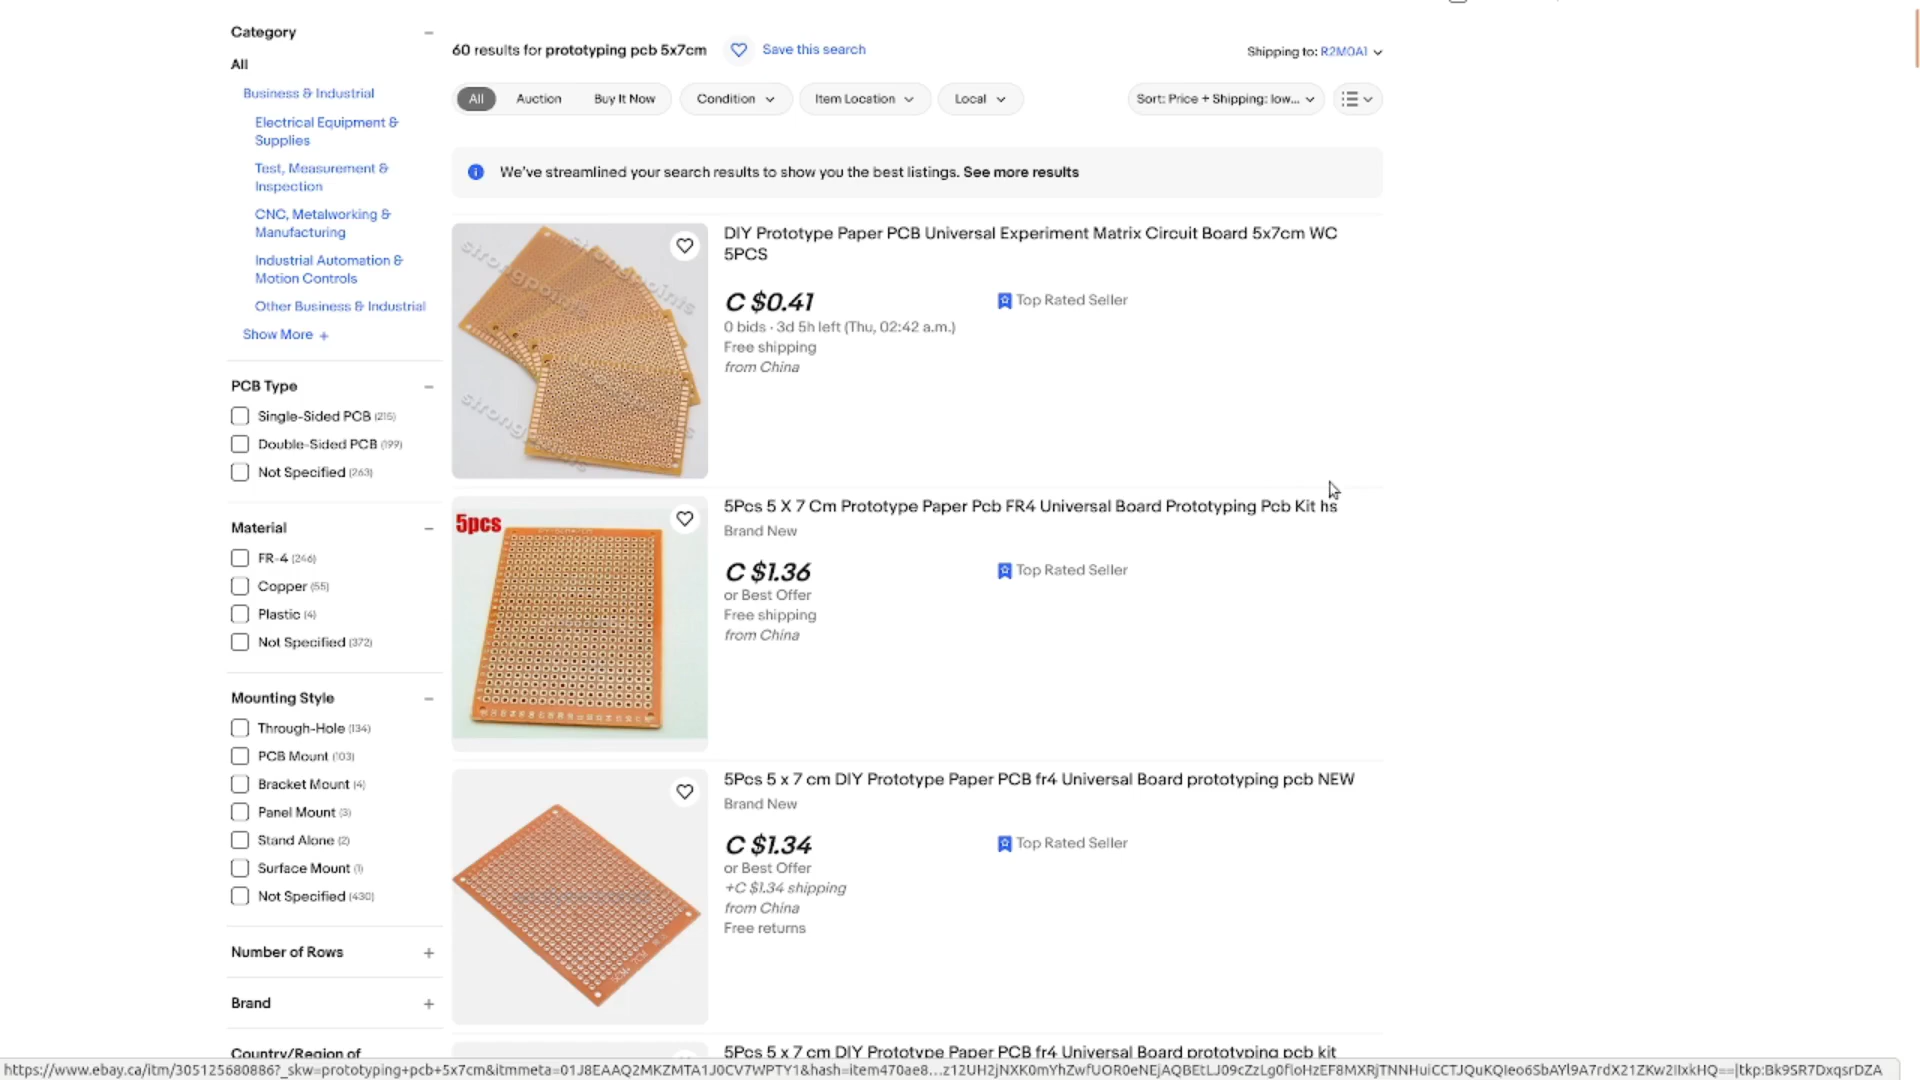 Category
All
Business & Industrial
Electrical Equipment &
Supplies
Test, Measurement &
Inspection
CNC, Metalworking &
Manufacturing
Industrial Automation &
Motion Controls
Other Business & Industrial
Show More +
PCB Type
Single-Sided PCB (215)
Double-Sided PCB (199)
Not Specified (263)
Material
FR-4 (246)
Copper (55)
Plastic (4)
Not Specified (372)
Mounting Style
Through-Hole (134)
PCB Mount (103)
Bracket Mount (4)
Panel Mount (3)
Stand Alone (2)
Surface Mount (1)
Not Specified (430)
Number of Rows
Brand
Country/Region of
60 results for prototyping pcb 5x7cm
Save this search
Shipping to: R2M0A1
All
Auction
Buy It Now
Condition
Item Location
Local
Sort: Price + Shipping: low...
We've streamlined your search results to show you the best listings. See more results
strongpoints
strongpoints
strongpoints
DIY Prototype Paper PCB Universal Experiment Matrix Circuit Board 5x7cm WC
5PCS
C $0.41
Top Rated Seller
0 bids · 3d 5h left (Thu, 02:42 a.m.)
Free shipping
from China
5pcs
5Pcs 5 X 7 Cm Prototype Paper Pcb FR4 Universal Board Prototyping Pcb Kit hs
Brand New
C $1.36
Top Rated Seller
or Best Offer
Free shipping
from China
5Pcs 5 x 7 cm DIY Prototype Paper PCB fr4 Universal Board prototyping pcb NEW
Brand New
C $1.34
Top Rated Seller
or Best Offer
+C $1.34 shipping
from China
Free returns
5Pcs 5 x 7 cm DIY Prototype Paper PCB fr4 Universal Board prototyping pcb kit